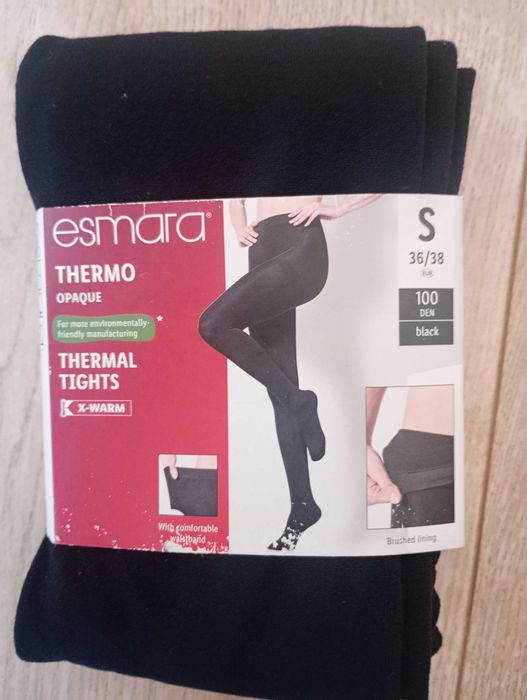 esmara®
THERMO
OPAQUE
For more environmentally-
friendly manufacturing
*
THERMAL
TIGHTS
X-WARM
With comfortable
waistband
S
36/38
EUR
100
DEN
black
Brushed lining